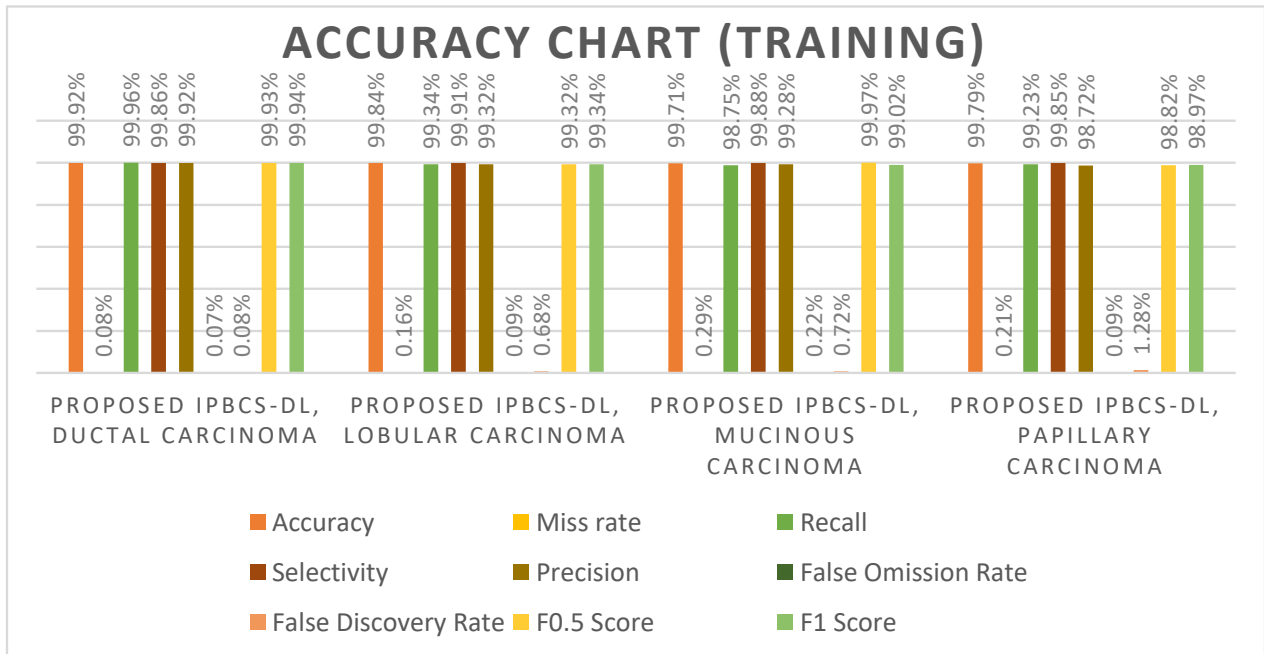 ACCURACY CHART (TRAINING)
99.92%
0.08%
99.96%
99.86%
99.92%
0.07%
0.08%
99.93%
99.94%
99.84%
0.16%
99.34%
99.91%
99.32%
0.09%
0.68%
99.32%
99.34%
99.71%
0.29%
98.75%
99.88%
99.28%
0.22%
0.72%
99.97%
99.02%
99.79%
0.21%
99.23%
99.85%
98.72%
0.09%
1.28%
98.82%
98.97%
PROPOSED IPBCS-DL,
DUCTAL CARCINOMA
PROPOSED IPBCS-DL,
LOBULAR CARCINOMA
PROPOSED IPBCS-DL,
MUCINOUS
CARCINOMA
PROPOSED IPBCS-DL,
PAPILLARY
CARCINOMA
Accuracy
Miss rate
Recall
Selectivity
Precision
False Omission Rate
False Discovery Rate
F0.5 Score
F1 Score